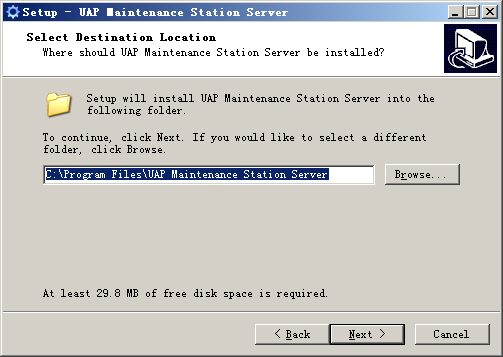 Setup - UAP Maintenance Station Server
Select Destination Location
Where should UAP Maintenance Station Server be installed?
Setup will install UAP Maintenance Station Server into the
following folder.
To continue, click Next. If you would like to select a different
folder, click Browse.
C:\Program Files\UAP Maintenance Station Server
Browse...
At least 29.8 MB of free disk space is required.
< Back
Next >
Cancel